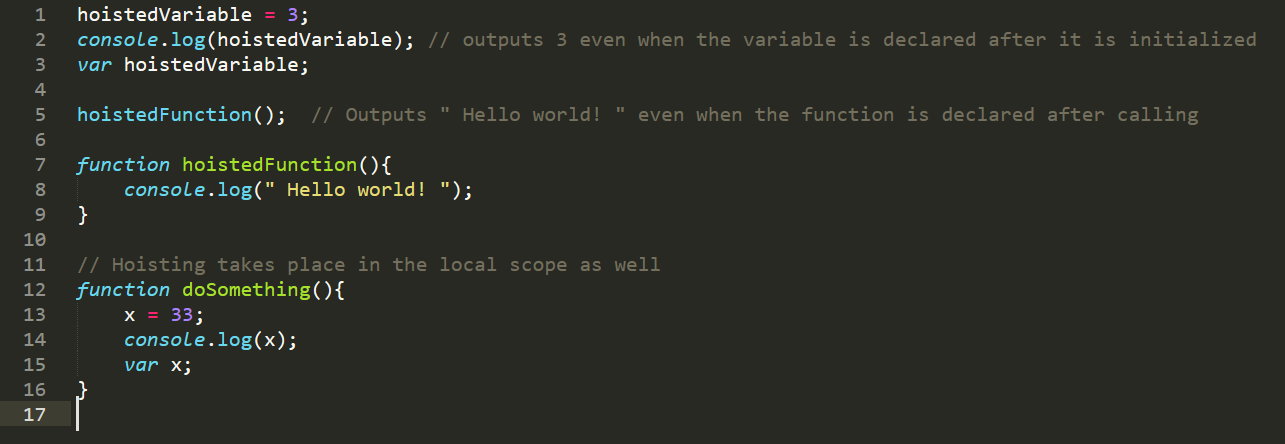 1 hoistedVariable = 3;
2 console.log(hoistedVariable); // outputs 3 even when the variable is declared after it is initialized
3 var hoistedVariable;
4
5 hoistedFunction();  // Outputs " Hello world! " even when the function is declared after calling
6
7 function hoistedFunction(){
8     console.log(" Hello world! ");
9 }
10
11 // Hoisting takes place in the local scope as well
12 function doSomething(){
13     x = 33;
14     console.log(x);
15     var x;
16 }
17